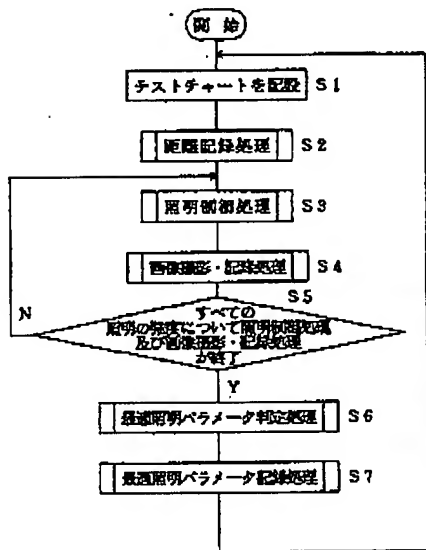 開 始
テストチャートを配設 S1
距離記録処理 S2
照明制御処理 S3
画像撮影・記録処理 S4
S5
すべての
照明の強度について照明制御処理
及び画像撮影・記録処理
が終了
N
Y
最適照明パラメータ判定処理 S6
最適照明パラメータ記録処理 S7